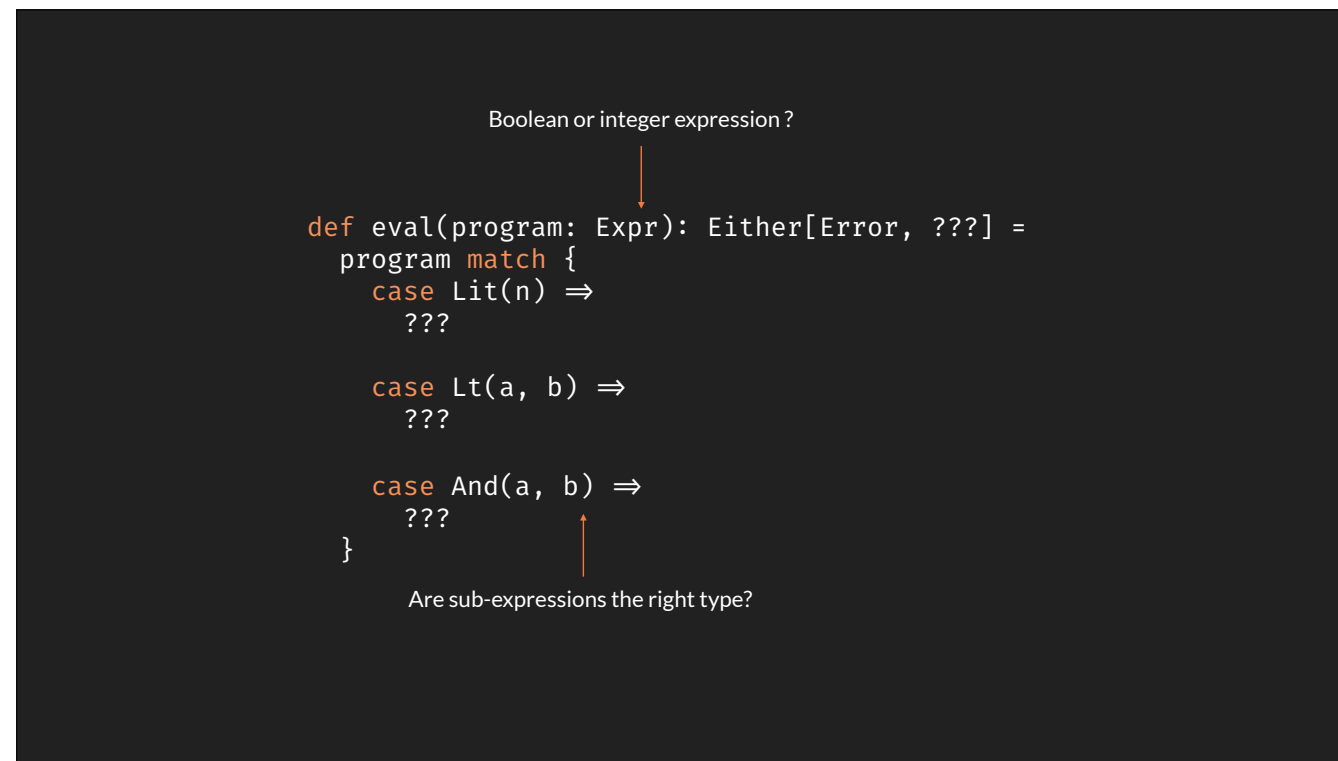 Boolean or integer expression ?
def eval(program: Expr): Either[Error, ???] =
  program match {
    case Lit(n) ⇒
      ???
    case Lt(a, b) ⇒
      ???
    case And(a, b) ⇒
      ???
  }
Are sub-expressions the right type?